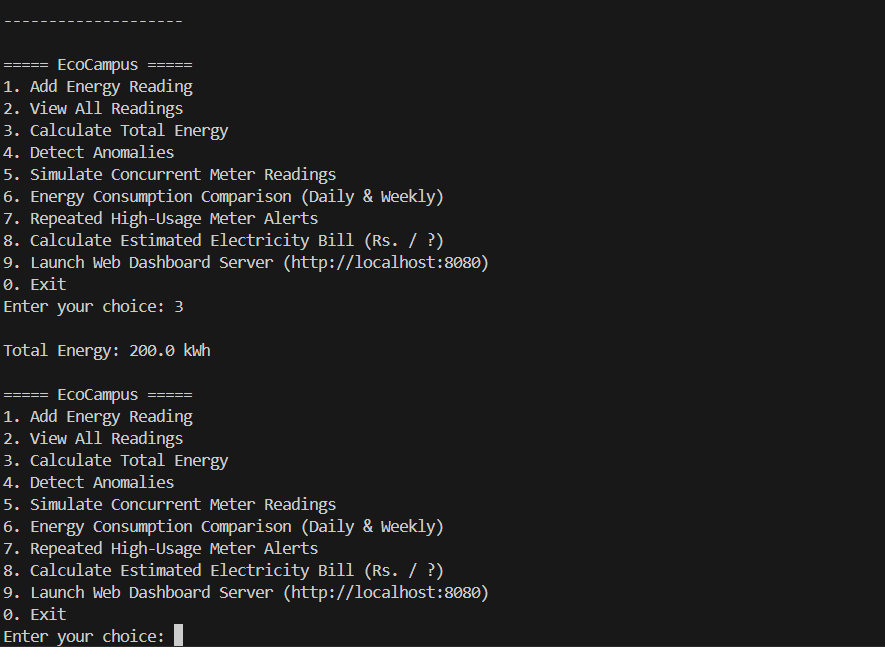 --------------------
===== EcoCampus =====
1. Add Energy Reading
2. View All Readings
3. Calculate Total Energy
4. Detect Anomalies
5. Simulate Concurrent Meter Readings
6. Energy Consumption Comparison (Daily & Weekly)
7. Repeated High-Usage Meter Alerts
8. Calculate Estimated Electricity Bill (Rs. / ?)
9. Launch Web Dashboard Server (http://localhost:8080)
0. Exit
Enter your choice: 3
Total Energy: 200.0 kWh
===== EcoCampus =====
1. Add Energy Reading
2. View All Readings
3. Calculate Total Energy
4. Detect Anomalies
5. Simulate Concurrent Meter Readings
6. Energy Consumption Comparison (Daily & Weekly)
7. Repeated High-Usage Meter Alerts
8. Calculate Estimated Electricity Bill (Rs. / ?)
9. Launch Web Dashboard Server (http://localhost:8080)
0. Exit
Enter your choice: